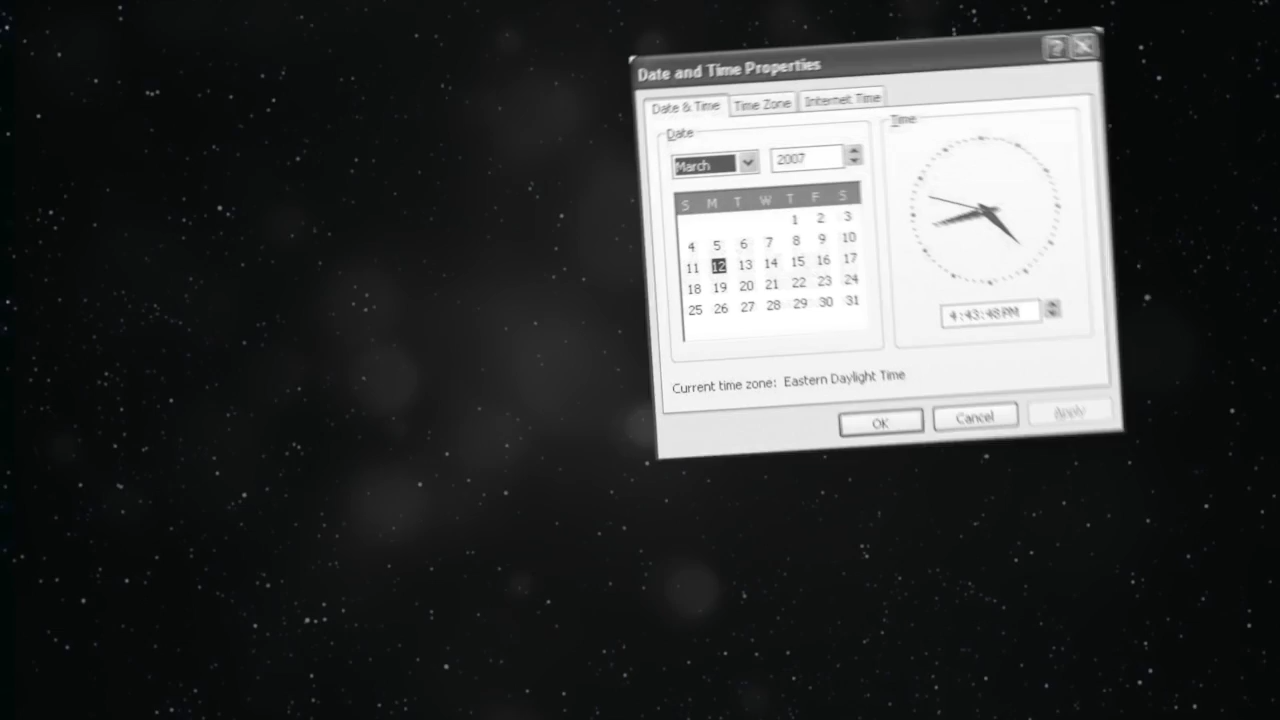 Date and Time Properties
Date & Time Time Zone Internet Time
Date
Time
March 2007
S M T W T F S
1 2 3
4 5 6 7 8 9 10
11 12 13 14 15 16 17
18 19 20 21 22 23 24
25 26 27 28 29 30 31
4:43:48 PM
Current time zone: Eastern Daylight Time
OK Cancel Apply